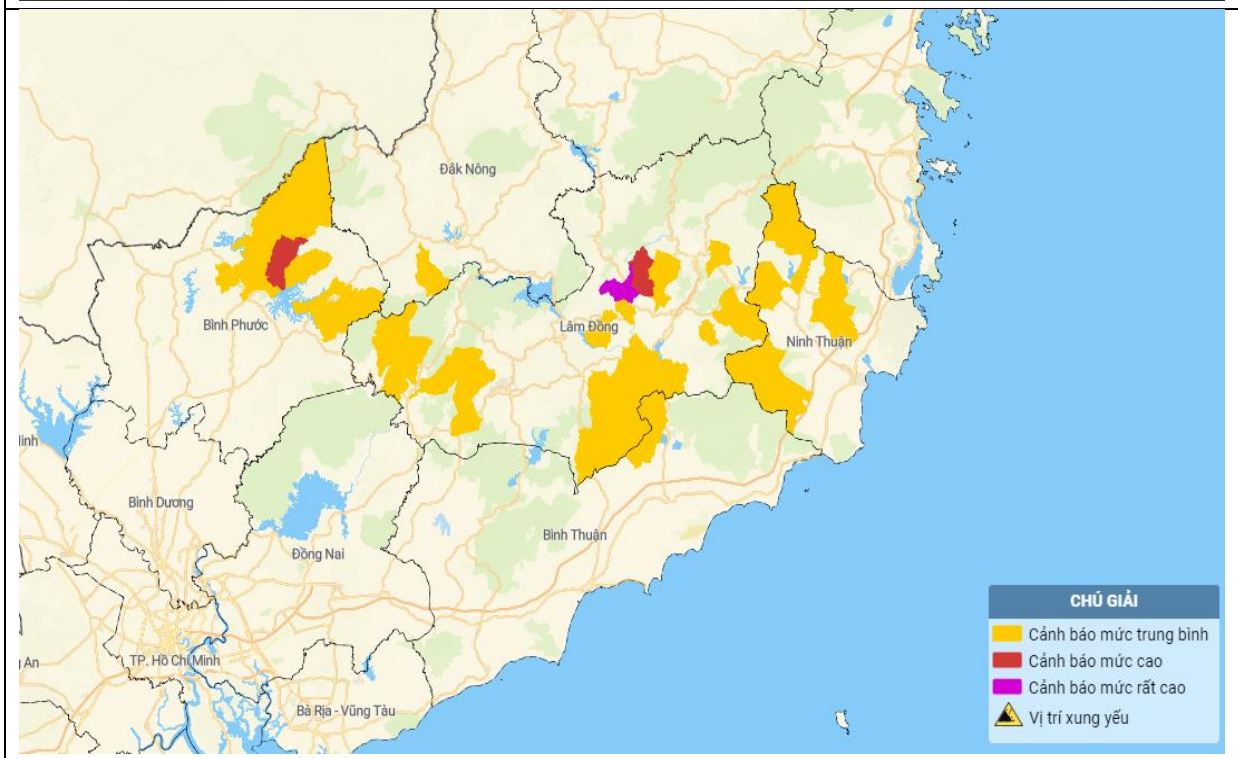 Đắk Nông
Bình Phước
Lâm Đồng
Ninh Thuận
inh
Bình Dương
Đồng Nai
Bình Thuận
An
TP. Hồ Chí Minh
Bà Rịa - Vũng Tàu
CHÚ GIẢI
Cảnh báo mức trung bình
Cảnh báo mức cao
Cảnh báo mức rất cao
Vị trí xung yếu